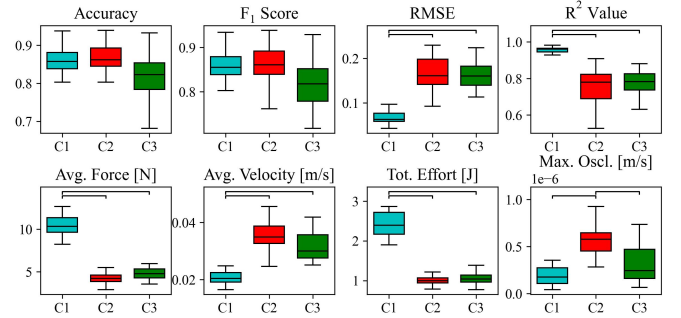 Accuracy
0.9
0.8
0.7
C1 C2 C3
F1 Score
0.9
0.8
C1 C2 C3
RMSE
0.2
0.1
C1 C2 C3
R² Value
1.0
0.8
0.6
C1 C2 C3
Avg. Force [N]
10
5
C1 C2 C3
Avg. Velocity [m/s]
0.04
0.02
C1 C2 C3
Tot. Effort [J]
3
2
1
C1 C2 C3
Max. Oscl. [m/s]
1e-6
1.0
0.5
0.0
C1 C2 C3